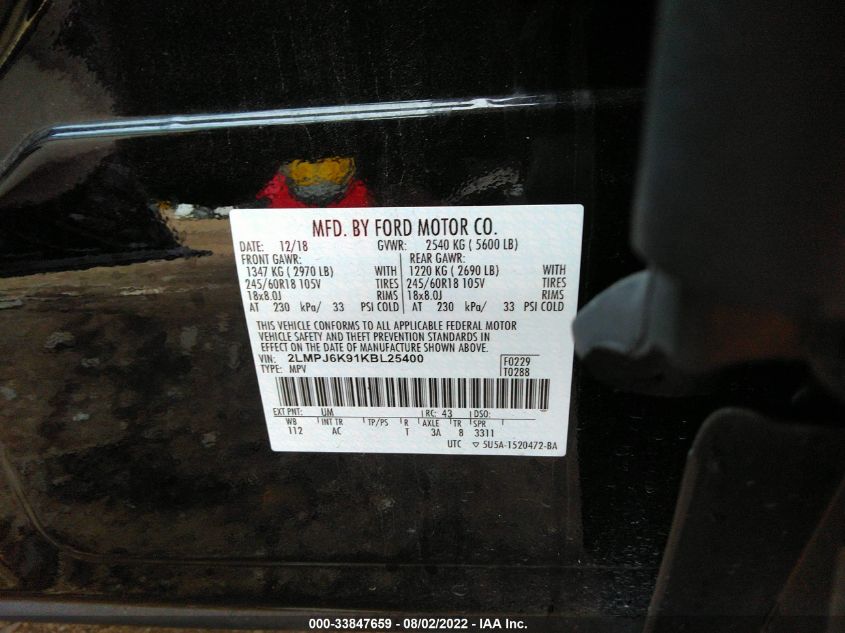 MFD. BY FORD MOTOR CO.
DATE: 12/18 GVWR: 2540 KG ( 5600 LB)
FRONT GAWR: REAR GAWR:
1347 KG ( 2970 LB) WITH 1220 KG ( 2690 LB) WITH
245/60R18 105V TIRES 245/60R18 105V TIRES
18x8.0J RIMS 18x8.0J RIMS
AT 230 kPa/ 33 PSI COLD AT 230 kPa/ 33 PSI COLD
THIS VEHICLE CONFORMS TO ALL APPLICABLE FEDERAL MOTOR
VEHICLE SAFETY AND THEFT PREVENTION STANDARDS IN
EFFECT ON THE DATE OF MANUFACTURE SHOWN ABOVE.
VIN: 2LMPJ6K91KBL25400 F0229
TYPE: MPV T0288
EXT PNT: UM RC: 43 DSO:
WB INT TR TP/PS R AXLE TR SPR
112 AC T 3A 8 3311
UTC ▽ 5U5A-1520472-BA
000-33847659 - 08/02/2022 - IAA Inc.